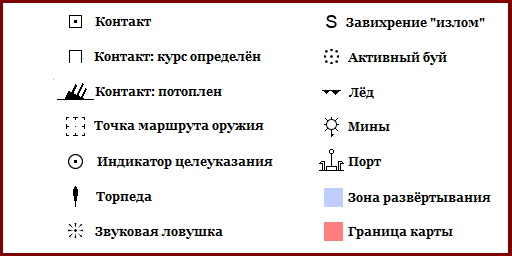 Контакт
Контакт: курс определён
Контакт: потоплен
Точка маршрута оружия
Индикатор целеуказания
Торпеда
Звуковая ловушка
S Завихрение "излом"
Активный буй
Лёд
Мины
Порт
Зона развёртывания
Граница карты